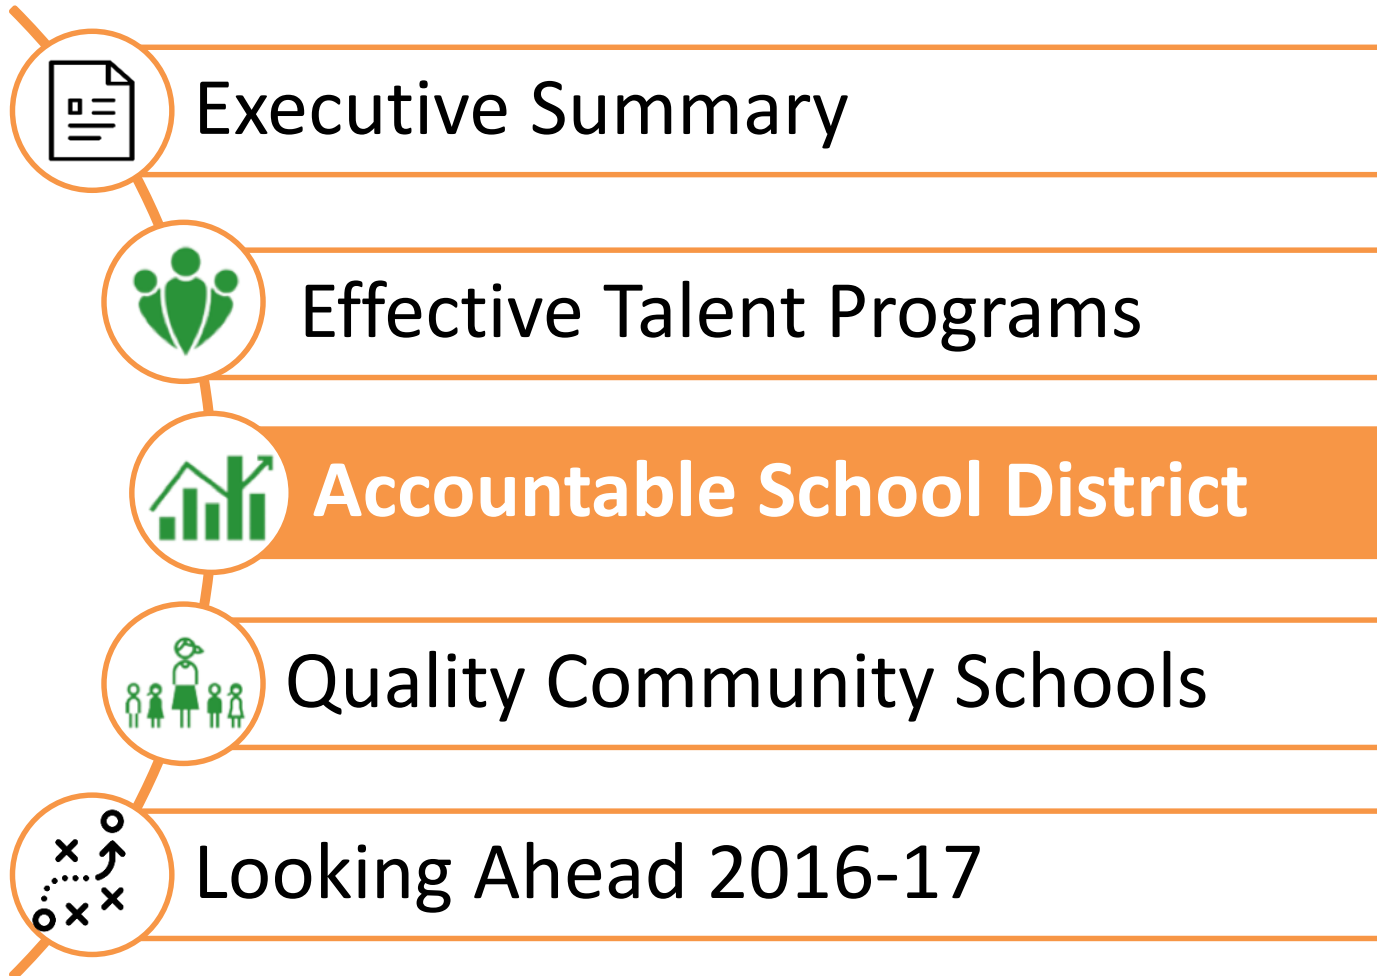 Executive Summary
Effective Talent Programs
Accountable School District
Quality Community Schools
Looking Ahead 2016-17